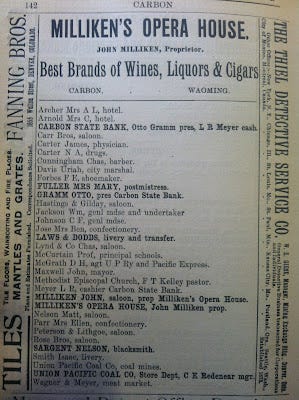 142 CARBON
MILLIKEN'S OPERA HOUSE.
JOHN MILLIKEN, Proprietor.
Best Brands of Wines, Liquors & Cigars
CARBON, WAOMING.
Archer Mrs A L, hotel.
Arnold Mrs C, hotel.
CARBON STATE BANK, Otto Gramm pres, L R Meyer cash.
Carr Bros, saloon.
Carter James, physician.
Carter N A, drugs.
Cunningham Chas, barber.
Davis Uriah, city marshal.
Forbes F E, shoemaker.
FULLER MRS MARY, postmistress.
GRAMM OTTO, pres Carbon State Bank.
Hastings & Gilday, saloon.
Jackson Wm, genl mdse and undertaker
Johnson C F, genl mdse.
Jose Mrs Ben, confectionery.
LAWS & DODDS, livery and transfer.
Lynd & Co Chas, saloon.
McCurtain Prof, principal schools.
McGrath D H, agt U P Ry and Pacific Express.
Maxwell John, mayor.
Methodist Episcopal Church, F T Kelley pastor.
Meyer L R, cashier Carbon State Bank.
MILLIKEN JOHN, saloon, prop Milliken's Opera House.
MILLIKEN'S OPERA HOUSE, John Milliken prop.
Nelson Matt, saloon.
Parr Mrs Ellen, confectionery.
Peterson & Lithgos, saloon.
Rose Bros, saloon.
SARGENT NELSON, blacksmith.
Smith Isaac, livery.
Union Pacific Coal Co, coal mines.
UNION PACIFIC COAL CO, Store Dept, C E Redenear mgr.
Wagner & Meyer, meat market.
TILES
TILE FLOORS, WAINSCOTING AND FIRE PLACES.
MANTLES AND GRATES.
FANNING BROS.
DENVER, COLORADO.
THE THIEL DETECTIVE SERVICE CO.